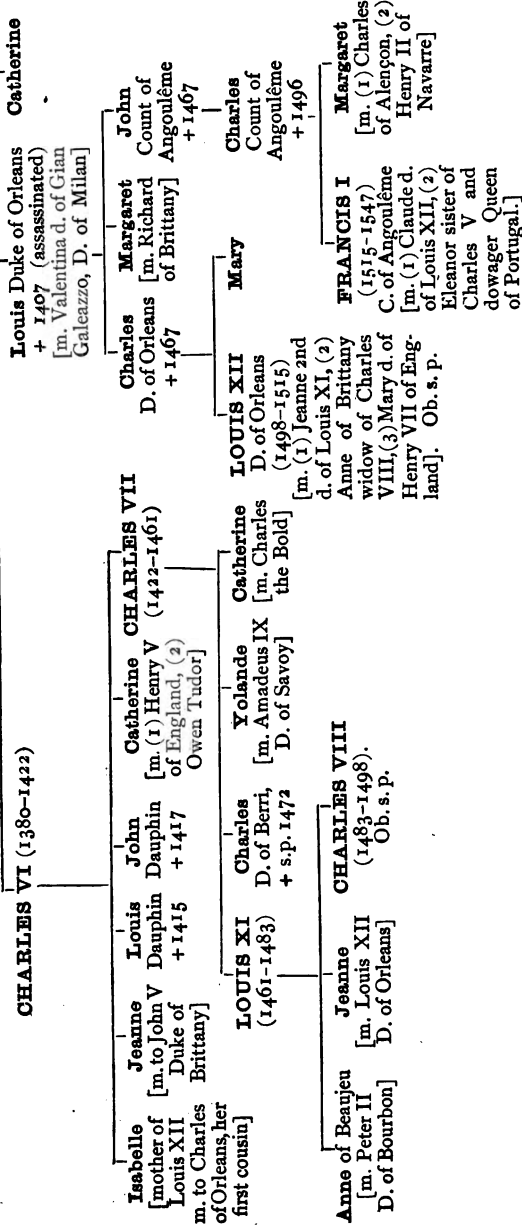 CHARLES VI (1380–1422)
Louis Duke of Orleans
+ 1407 (assassinated)
[m. Valentina d. of Gian
Galeazzo, D. of Milan]
Catherine
Isabelle
[mother of
Louis XII
m. to Charles
of Orleans, her
first cousin]
Jeanne
[m. to John V
Duke of
Brittany]
Louis
Dauphin
+ 1415
John
Dauphin
+ 1417
Catherine
[m. (1) Henry V
of England, (2)
Owen Tudor]
CHARLES VII
(1422–1461)
Charles
D. of Orleans
+ 1467
Margaret
[m. Richard
of Brittany]
John
Count of
Angoulême
+ 1467
LOUIS XI
(1461–1483)
Charles
D. of Berri,
+ s.p. 1472
Yolande
[m. Amadeus IX
D. of Savoy]
Catherine
[m. Charles
the Bold]
LOUIS XII
D. of Orleans
(1498–1515)
[m. (1) Jeanne 2nd
d. of Louis XI, (2)
Anne of Brittany
widow of Charles
VIII, (3) Mary d. of
Henry VII of Eng-
land]. Ob. s. p.
Mary
Charles
Count of
Angoulême
+ 1496
Anne of Beaujeu
[m. Peter II
D. of Bourbon]
Jeanne
[m. Louis XII
D. of Orleans]
CHARLES VIII
(1483–1498).
Ob. s. p.
FRANCIS I
(1515–1547)
C. of Angoulême
[m. (1) Claude d.
of Louis XII, (2)
Eleanor sister of
Charles V and
dowager Queen
of Portugal.]
Margaret
[m. (1) Charles
of Alençon, (2)
Henry II of
Navarre]